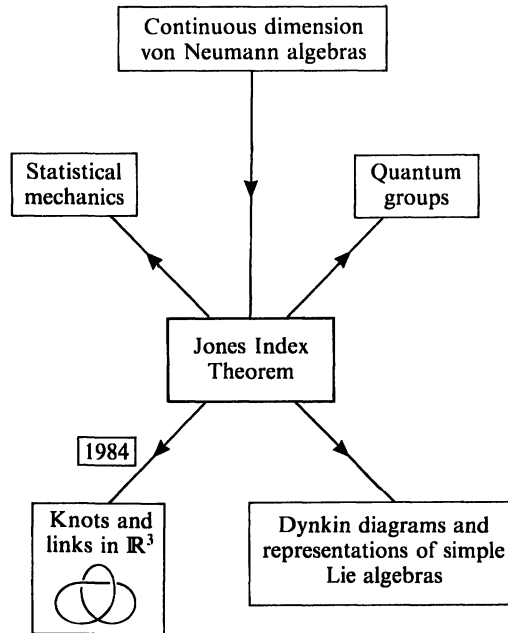 Continuous dimension
von Neumann algebras
Statistical
mechanics
Quantum
groups
Jones Index
Theorem
1984
Knots and
links in ℝ³
Dynkin diagrams and
representations of simple
Lie algebras